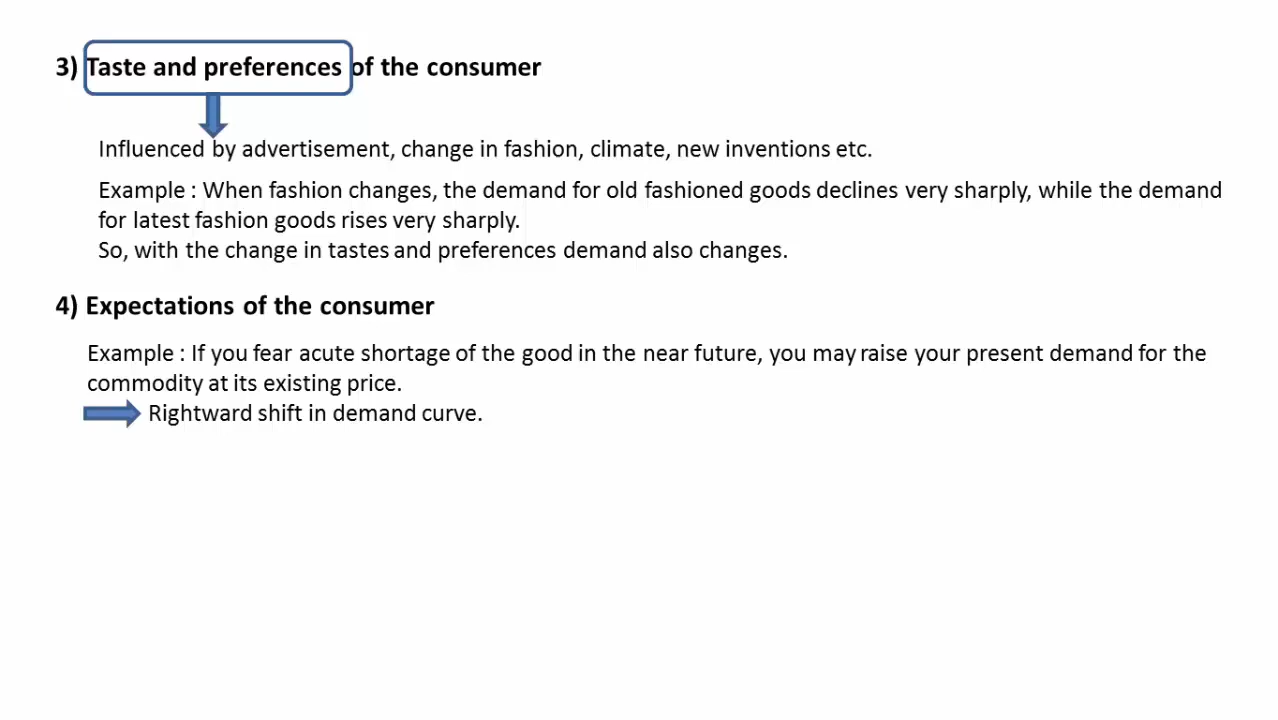 3) Taste and preferences of the consumer
Influenced by advertisement, change in fashion, climate, new inventions etc.
Example : When fashion changes, the demand for old fashioned goods declines very sharply, while the demand
for latest fashion goods rises very sharply.
So, with the change in tastes and preferences demand also changes.
4) Expectations of the consumer
Example : If you fear acute shortage of the good in the near future, you may raise your present demand for the
commodity at its existing price.
Rightward shift in demand curve.